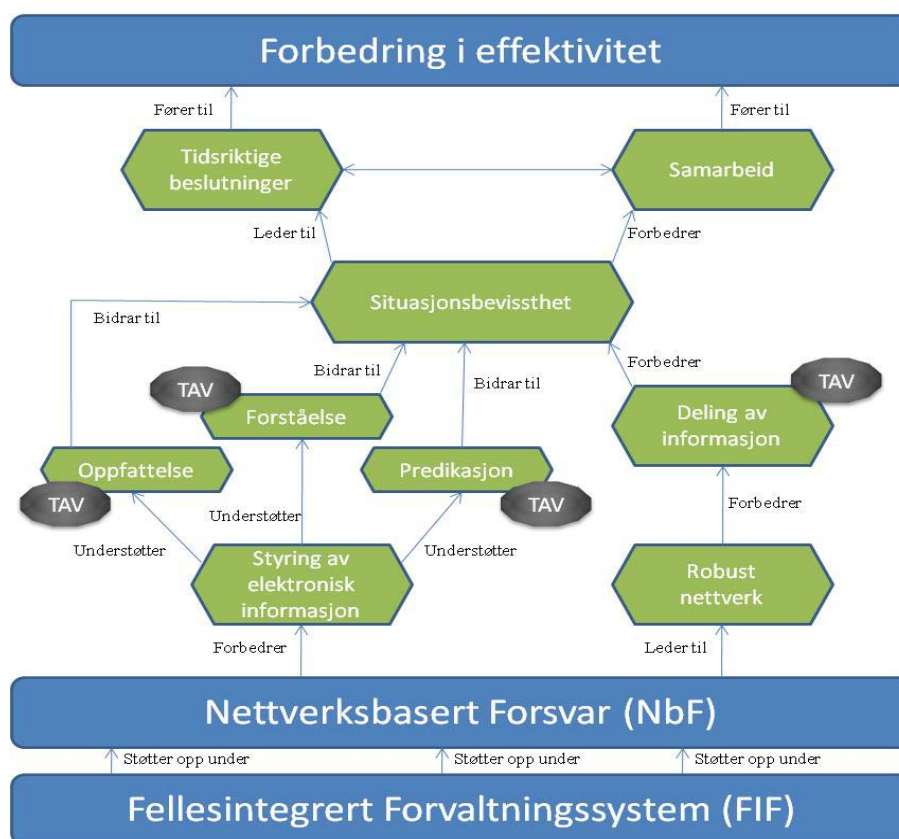 Forbedring i effektivitet
Fører til
Fører til
Tidsriktige
beslutninger
Samarbeid
Leder til
Forbedrer
Situasjonsbevissthet
Bidrar til
Bidrar til
Bidrar til
Forbedrer
TAV
TAV
Forståelse
Deling av
informasjon
Oppfattelse
Predikasjon
TAV
TAV
Understøtter
Forbedrer
Understøtter
Understøtter
Styring av
elektronisk
informasjon
Robust
nettverk
Forbedrer
Leder til
Nettverksbasert Forsvar (NbF)
Støtter opp under
Støtter opp under
Støtter opp under
Fellesintegrert Forvaltningssystem (FIF)